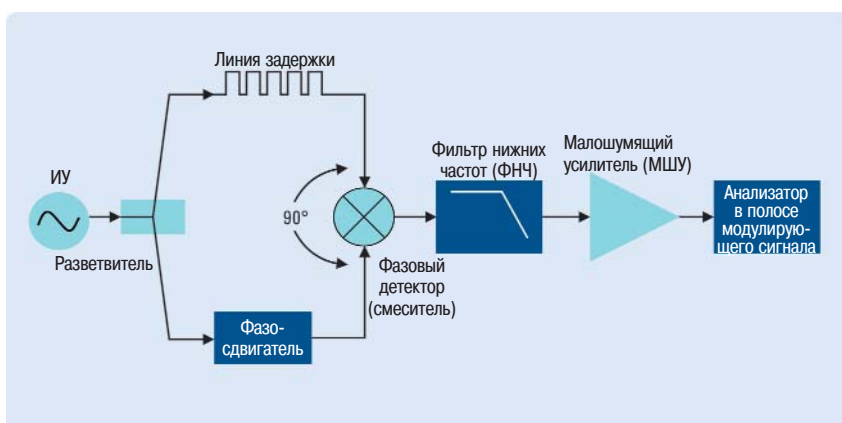 Линия задержки
ИУ
Разветвитель
90°
Фазо-
сдвигатель
Фазовый
детектор
(смеситель)
Фильтр нижних
частот (ФНЧ)
Малошумящий
усилитель (МШУ)
Анализатор
в полосе
модулирую-
щего сигнала